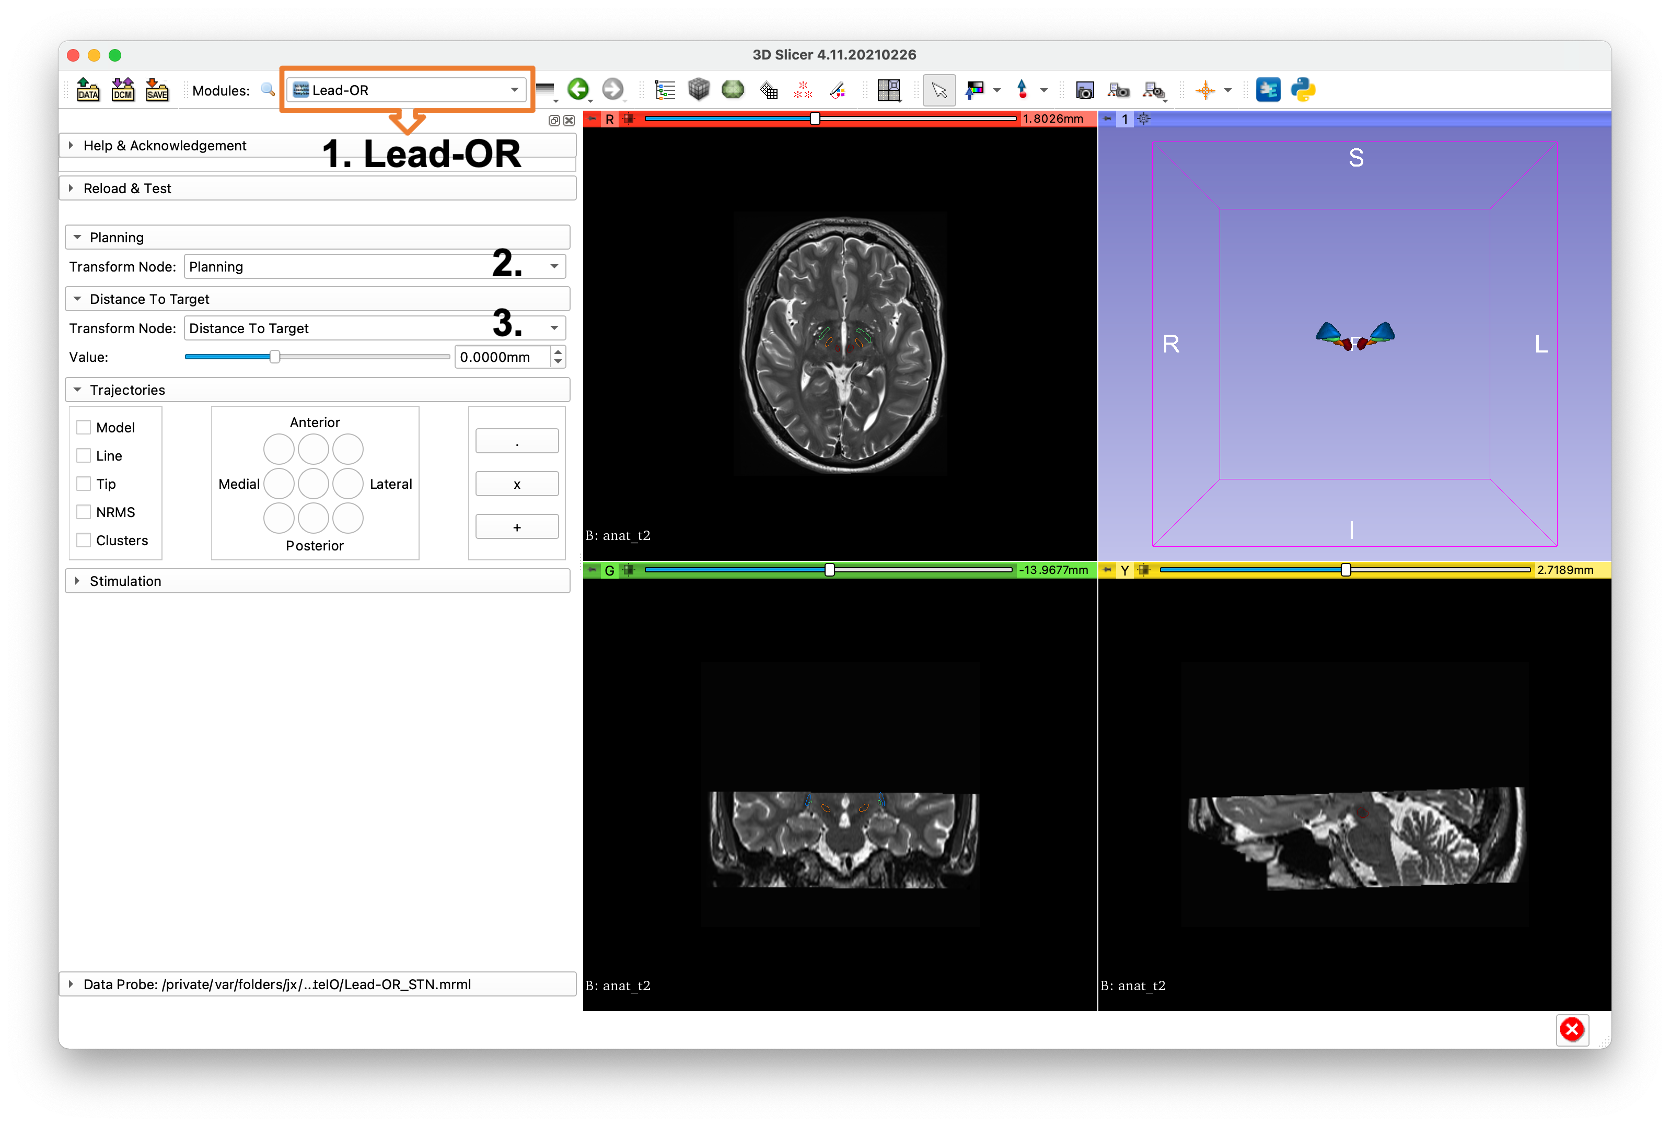 3D Slicer 4.11.20210226
DATA
DCM
SAVE
Modules:
Lead-OR
1. Lead-OR
Help & Acknowledgement
Reload & Test
Planning
Transform Node:
Planning
2.
Distance To Target
Transform Node:
Distance To Target
3.
Value:
0.0000mm
Trajectories
Model
Line
Tip
NRMS
Clusters
Anterior
Medial
Lateral
Posterior
.
x
+
Stimulation
Data Probe: /private/var/folders/jx/...teIO/Lead-OR_STN.mrml
R
1.8026mm
B: anat_t2
1
S
R
L
I
G
-13.9677mm
B: anat_t2
Y
2.7189mm
B: anat_t2